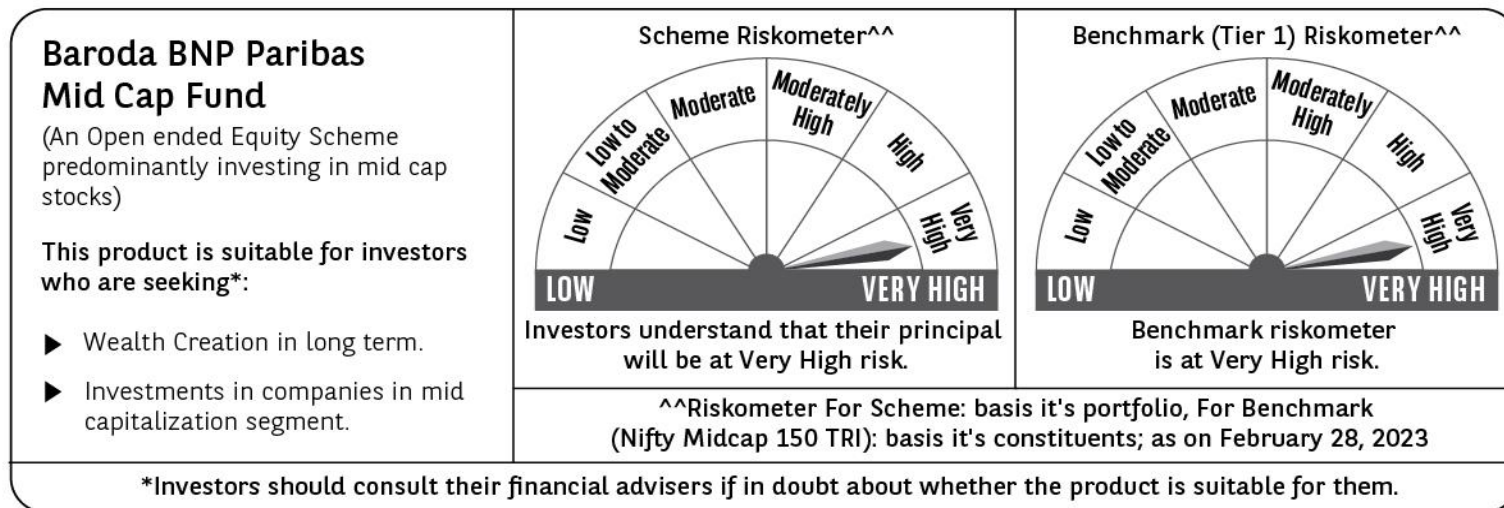 Baroda BNP Paribas
Mid Cap Fund
(An Open ended Equity Scheme
predominantly investing in mid cap
stocks)
This product is suitable for investors
who are seeking*:
Wealth Creation in long term.
Investments in companies in mid
capitalization segment.
Scheme Riskometer^^
Low
Low to
Moderate
Moderate
Moderately
High
High
Very
High
LOW
VERY HIGH
Investors understand that their principal
will be at Very High risk.
Benchmark (Tier 1) Riskometer^^
Low
Low to
Moderate
Moderate
Moderately
High
High
Very
High
LOW
VERY HIGH
Benchmark riskometer
is at Very High risk.
^^Riskometer For Scheme: basis it's portfolio, For Benchmark
(Nifty Midcap 150 TRI): basis it's constituents; as on February 28, 2023
*Investors should consult their financial advisers if in doubt about whether the product is suitable for them.